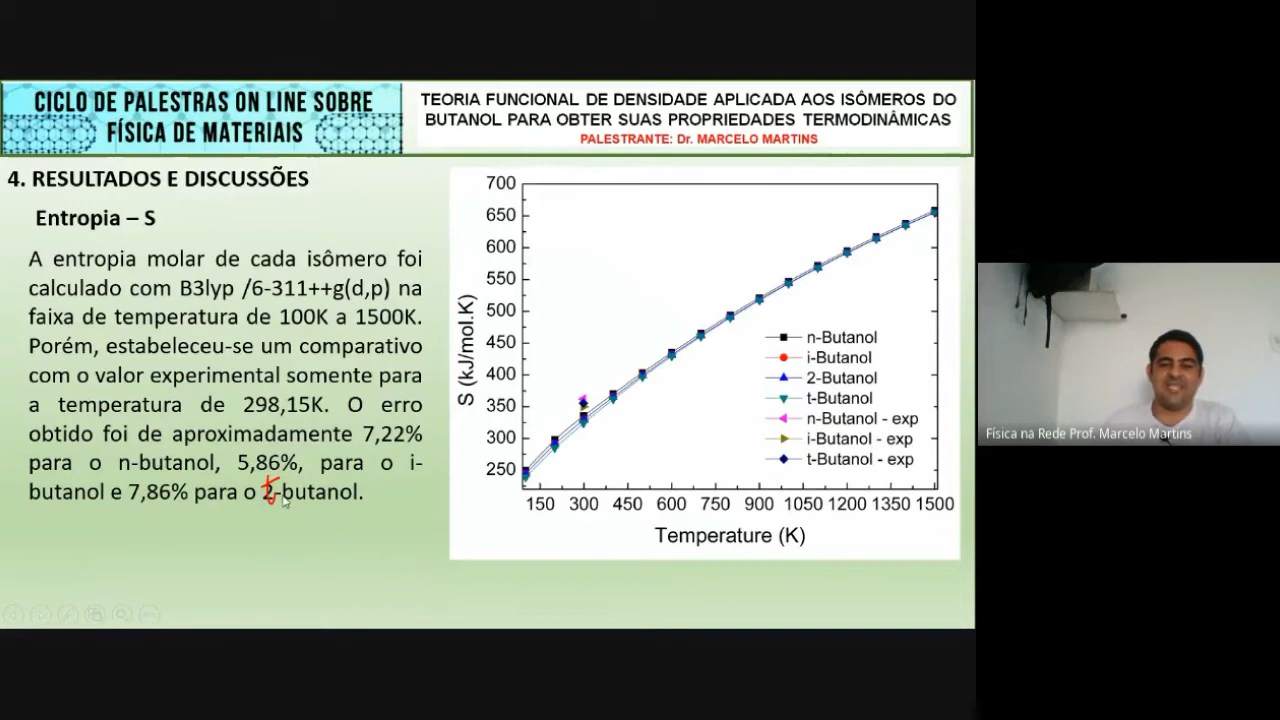 CICLO DE PALESTRAS ON LINE SOBRE
FÍSICA DE MATERIAIS
TEORIA FUNCIONAL DE DENSIDADE APLICADA AOS ISÔMEROS DO
BUTANOL PARA OBTER SUAS PROPRIEDADES TERMODINÂMICAS
PALESTRANTE: Dr. MARCELO MARTINS
4. RESULTADOS E DISCUSSÕES
Entropia – S
A entropia molar de cada isômero foi
calculado com B3lyp /6-311++g(d,p) na
faixa de temperatura de 100K a 1500K.
Porém, estabeleceu-se um comparativo
com o valor experimental somente para
a temperatura de 298,15K. O erro
obtido foi de aproximadamente 7,22%
para o n-butanol, 5,86%, para o i-
butanol e 7,86% para o t-butanol.
S (kJ/mol.K)
700
650
600
550
500
450
400
350
300
250
n-Butanol
i-Butanol
2-Butanol
t-Butanol
n-Butanol - exp
i-Butanol - exp
t-Butanol - exp
150 300 450 600 750 900 1050 1200 1350 1500
Temperature (K)
Física na Rede Prof. Marcelo Martins